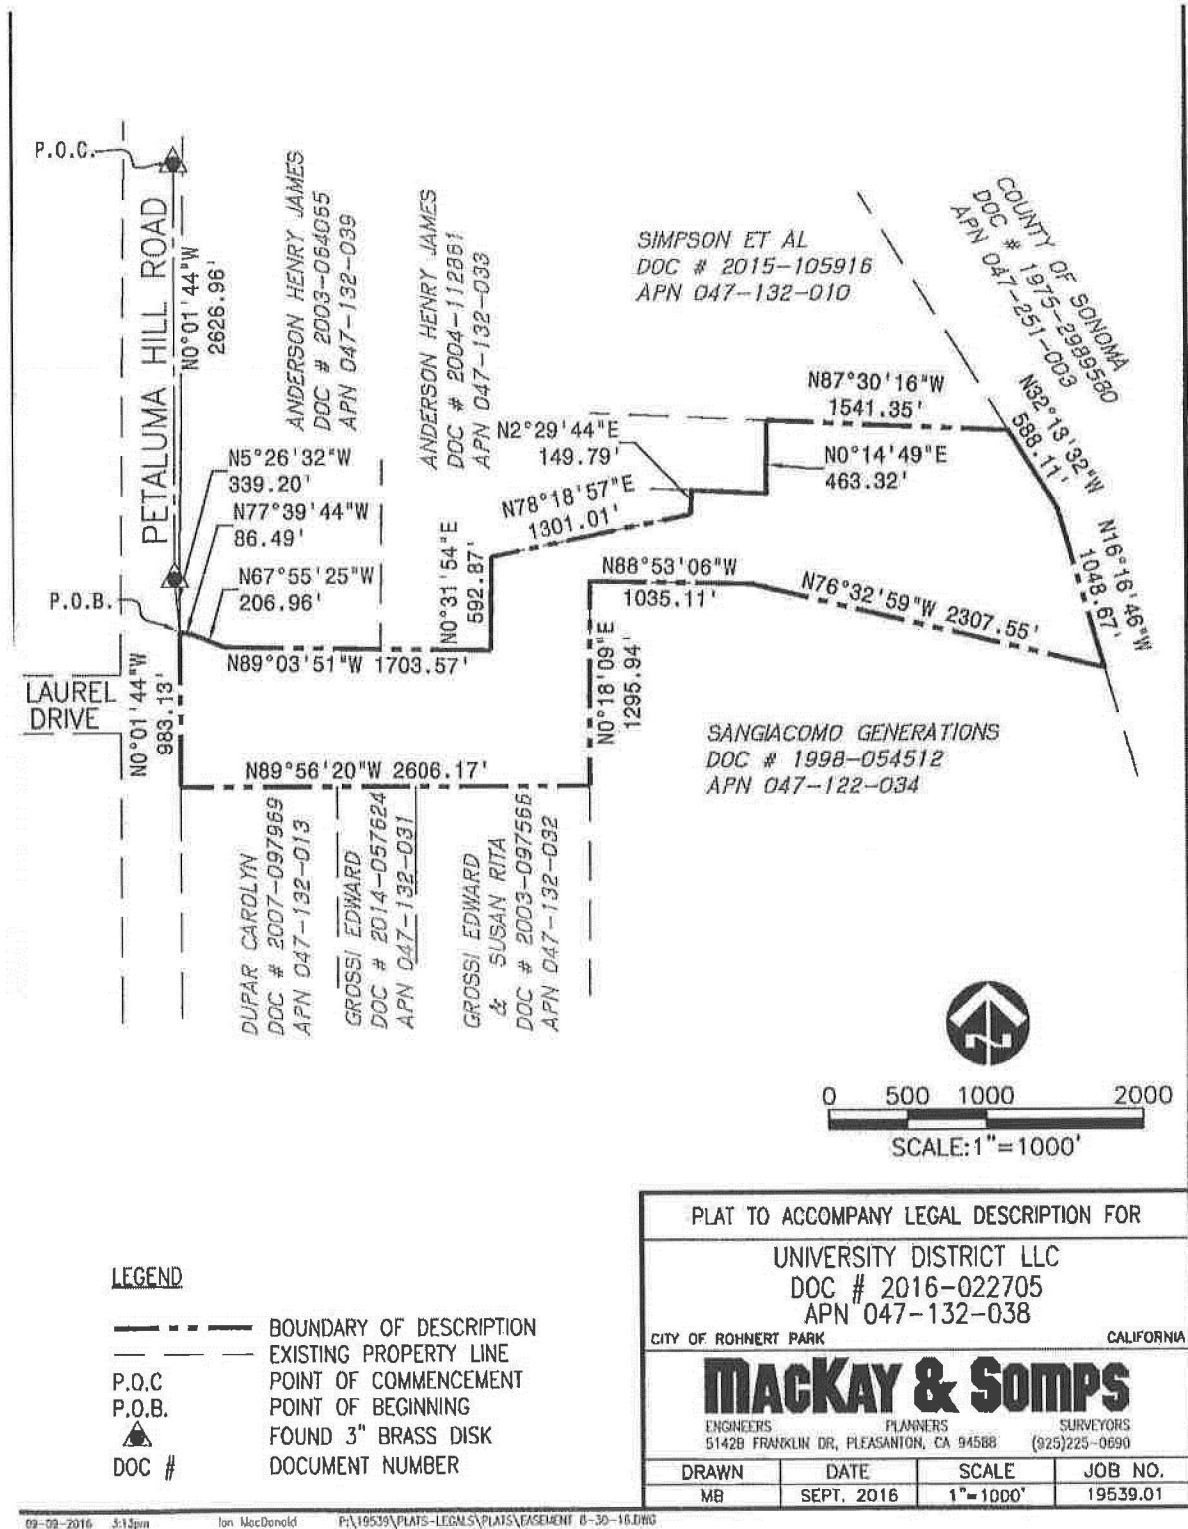 P.O.C.
PETALUMA HILL ROAD
N0°01'44"W
2626.96'
ANDERSON HENRY JAMES
DOC # 2003-064065
APN 047-132-039
ANDERSON HENRY JAMES
DOC # 2004-112861
APN 047-132-033
SIMPSON ET AL
DOC # 2015-105916
APN 047-132-010
COUNTY OF SONOMA
DOC # 1975-2989580
APN 047-251-003
N87°30'16"W
1541.35'
N32°13'32"W
588.11'
N2°29'44"E
149.79'
N0°14'49"E
463.32'
N5°26'32"W
339.20'
N77°39'44"W
86.49'
N67°55'25"W
206.96'
N78°18'57"E
1301.01'
N0°31'54"E
592.87'
N16°16'46"W
1048.67'
N88°53'06"W
1035.11'
N76°32'59"W 2307.55'
P.O.B.
N89°03'51"W 1703.57'
N0°18'09"E
1295.94'
LAUREL
DRIVE
N0°01'44"W
983.13'
SANGIACOMO GENERATIONS
DOC # 1998-054512
APN 047-122-034
N89°56'20"W 2606.17'
DUPAR CAROLYN
DOC # 2007-097969
APN 047-132-013
GROSSI EDWARD
DOC # 2014-057624
APN 047-132-031
GROSSI EDWARD
& SUSAN RITA
DOC # 2003-097566
APN 047-132-032
N
0 500 1000 2000
SCALE:1"=1000'
PLAT TO ACCOMPANY LEGAL DESCRIPTION FOR
UNIVERSITY DISTRICT LLC
DOC # 2016-022705
APN 047-132-038
CITY OF ROHNERT PARK CALIFORNIA
MACKAY & SOMPS
ENGINEERS PLANNERS SURVEYORS
5142B FRANKLIN DR, PLEASANTON, CA 94588 (925)225-0690
DRAWN DATE SCALE JOB NO.
MB SEPT. 2016 1"=1000' 19539.01
LEGEND
BOUNDARY OF DESCRIPTION
EXISTING PROPERTY LINE
P.O.C POINT OF COMMENCEMENT
P.O.B. POINT OF BEGINNING
FOUND 3" BRASS DISK
DOC # DOCUMENT NUMBER
09-09-2016 3:13pm Ian MacDonald P:\19539\PLATS-LEGALS\PLATS\EASEMENT 8-30-16.DWG